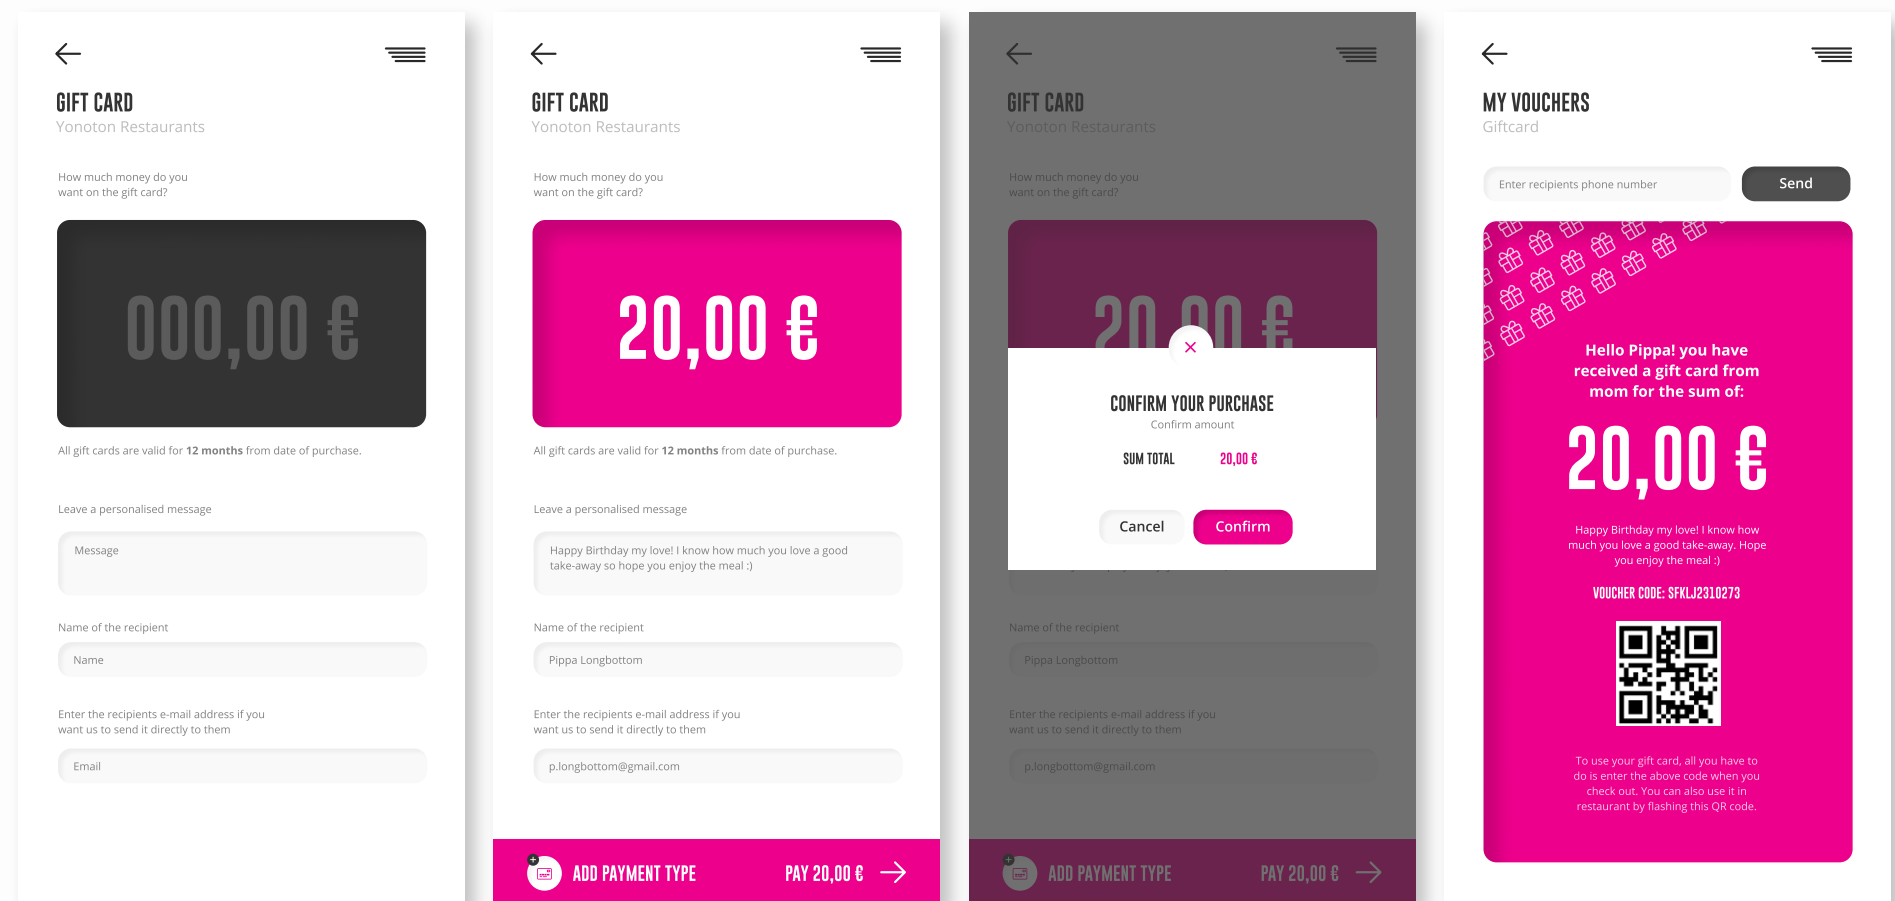 GIFT CARD
Yonoton Restaurants
How much money do you
want on the gift card?
000,00 €
All gift cards are valid for 12 months from date of purchase.
Leave a personalised message
Message
Name of the recipient
Name
Enter the recipients e-mail address if you
want us to send it directly to them
Email
GIFT CARD
Yonoton Restaurants
How much money do you
want on the gift card?
20,00 €
All gift cards are valid for 12 months from date of purchase.
Leave a personalised message
Happy Birthday my love! I know how much you love a good
take-away so hope you enjoy the meal :)
Name of the recipient
Pippa Longbottom
Enter the recipients e-mail address if you
want us to send it directly to them
p.longbottom@gmail.com
ADD PAYMENT TYPE
PAY 20,00 €
GIFT CARD
Yonoton Restaurants
How much money do you
want on the gift card?
20,00 €
CONFIRM YOUR PURCHASE
Confirm amount
SUM TOTAL 20,00 €
Cancel
Confirm
Name of the recipient
Pippa Longbottom
Enter the recipients e-mail address if you
want us to send it directly to them
p.longbottom@gmail.com
ADD PAYMENT TYPE
PAY 20,00 €
MY VOUCHERS
Giftcard
Enter recipients phone number
Send
Hello Pippa! you have
received a gift card from
mom for the sum of:
20,00 €
Happy Birthday my love! I know how
much you love a good take-away. Hope
you enjoy the meal :)
VOUCHER CODE: SFKLJ2310273
To use your gift card, all you have to
do is enter the above code when you
check out. You can also use it in
restaurant by flashing this QR code.